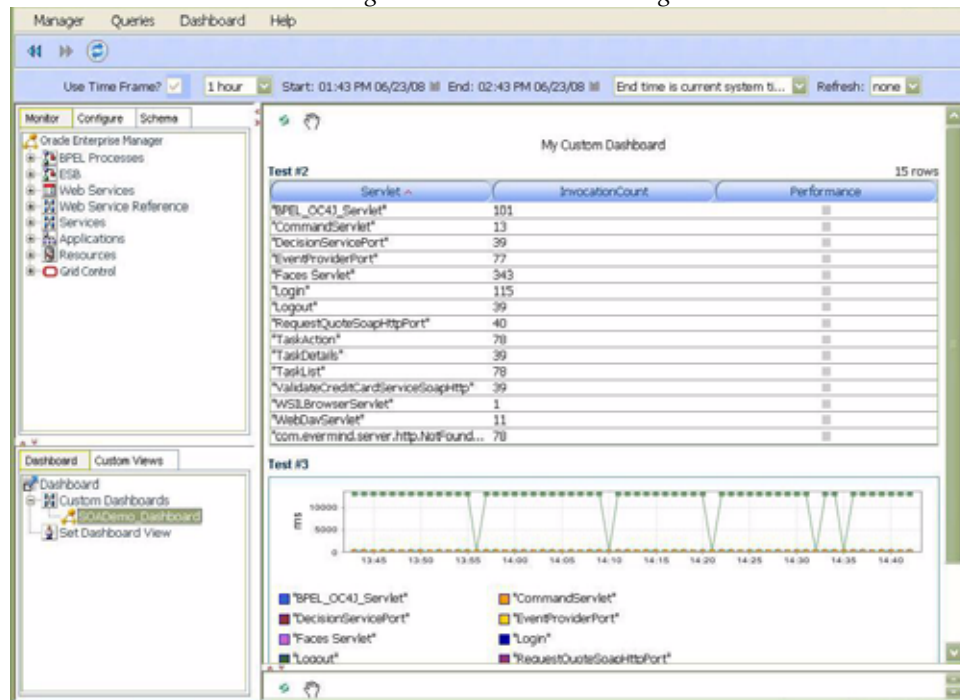 Manager Queries Dashboard Help
Use Time Frame? 1 hour Start: 01:43 PM 06/23/08 End: 02:43 PM 06/23/08 End time is current system ti... Refresh: none
Monitor Configure Schema
Oracle Enterprise Manager
BPEL Processes
ESB
Web Services
Web Service Reference
Services
Applications
Resources
Grid Control
Dashboard Custom Views
Dashboard
Custom Dashboards
SOADemo_Dashboard
Set Dashboard View
My Custom Dashboard
Test #2 15 rows
Servlet InvocationCount Performance
"BPEL_OC4J_Servlet" 101
"CommandServlet" 13
"DecisionServicePort" 39
"EventProviderPort" 77
"Faces Servlet" 343
"Login" 115
"Logout" 39
"RequestQuoteSoapHttpPort" 40
"TaskAction" 78
"TaskDetails" 39
"TaskList" 78
"ValidateCreditCardServiceSoapHttp" 39
"WSILBrowserServlet" 1
"WebDavServlet" 11
"com.evermind.server.http.NotFound... 78
Test #3
ms
10000
5000
0
13:45 13:50 13:55 14:00 14:05 14:10 14:15 14:20 14:25 14:30 14:35 14:40
"BPEL_OC4J_Servlet" "CommandServlet"
"DecisionServicePort" "EventProviderPort"
"Faces Servlet" "Login"
"Logout" "RequestQuoteSoapHttpPort"